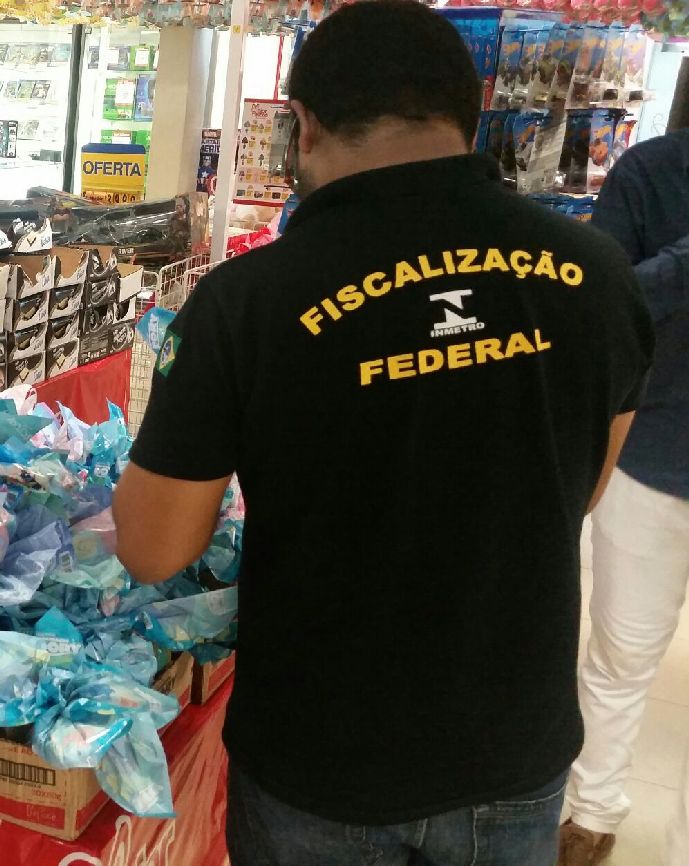 OFERTA
FISCALIZAÇÃO
INMETRO
FEDERAL